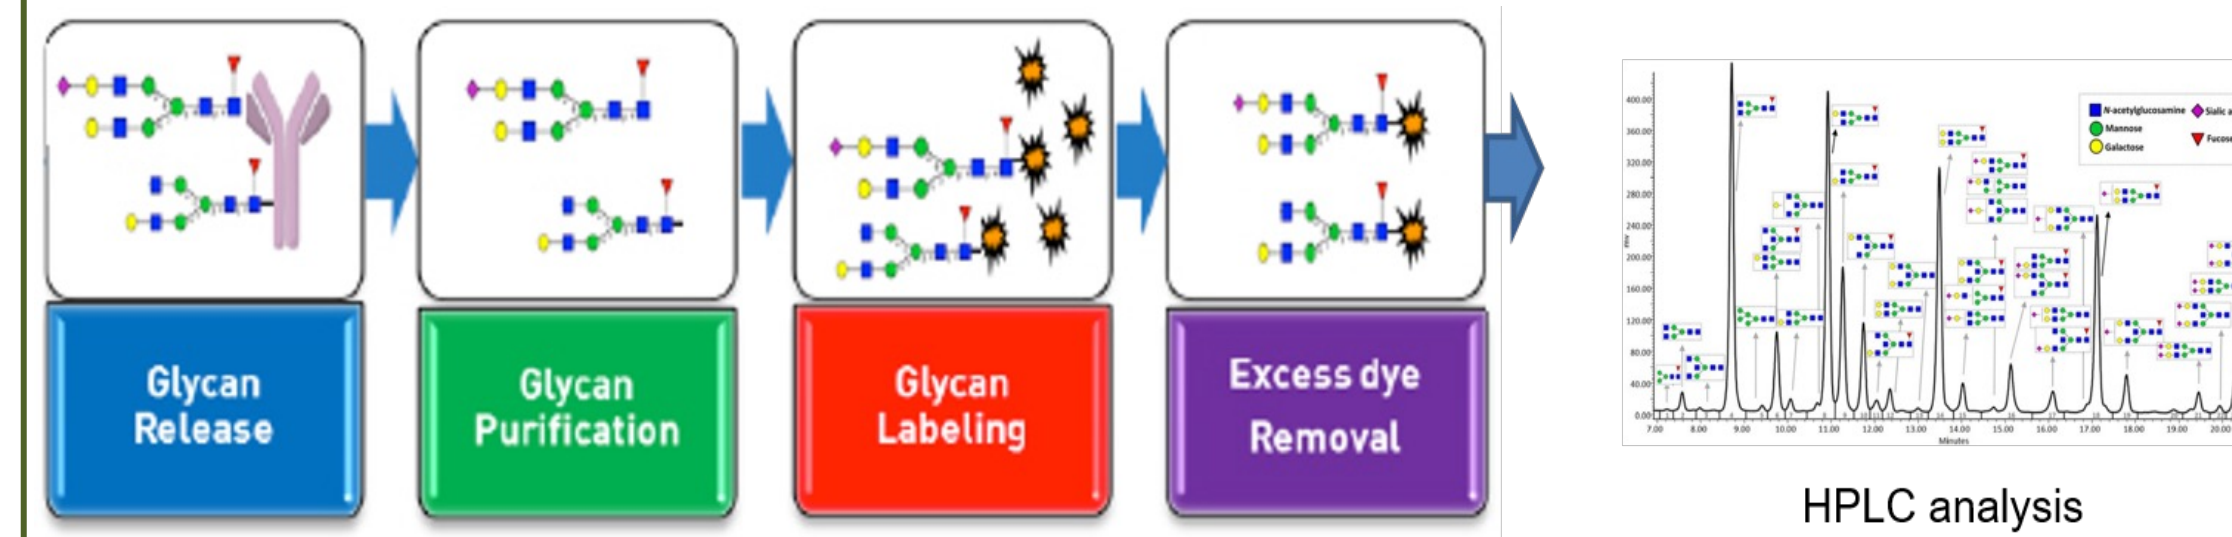 Glycan
Release
Glycan
Purification
Glycan
Labeling
Excess dye
Removal
400.00
360.00
320.00
280.00
240.00
200.00
160.00
120.00
80.00
40.00
0.00
N-acetylglucosamine
Sialic a
Mannose
Fucose
Galactose
7.00 8.00 9.00 10.00 11.00 12.00 13.00 14.00 15.00 16.00 17.00 18.00 19.00 20.00
Minutes
HPLC analysis